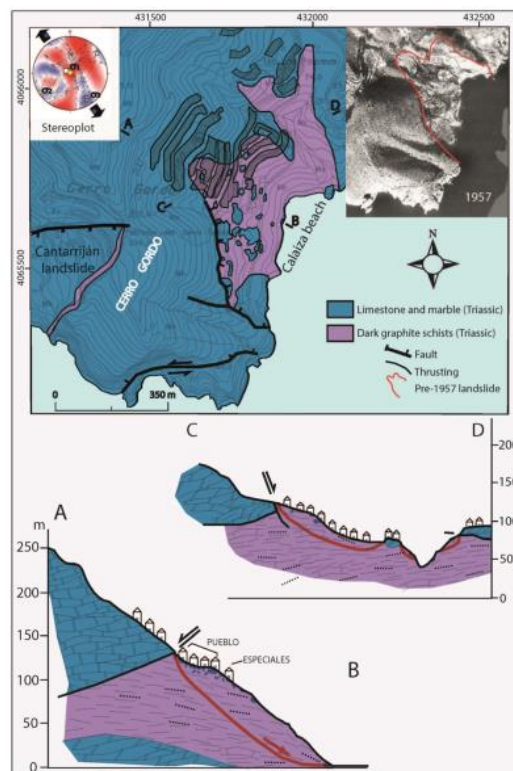 431500 432000
4066000
4065500
Stereoplot
A
D
C
B
1957
Cerro Gordo
Cantarriján
landslide
CERRO GORDO
Calaiza beach
N
Limestone and marble (Triassic)
Dark graphite schists (Triassic)
Fault
Thrusting
Pre-1957 landslide
0 350 m
C D
200
150
100
50
0
A
m
250
200
150
100
50
0
PUEBLO
ESPECIALES
B